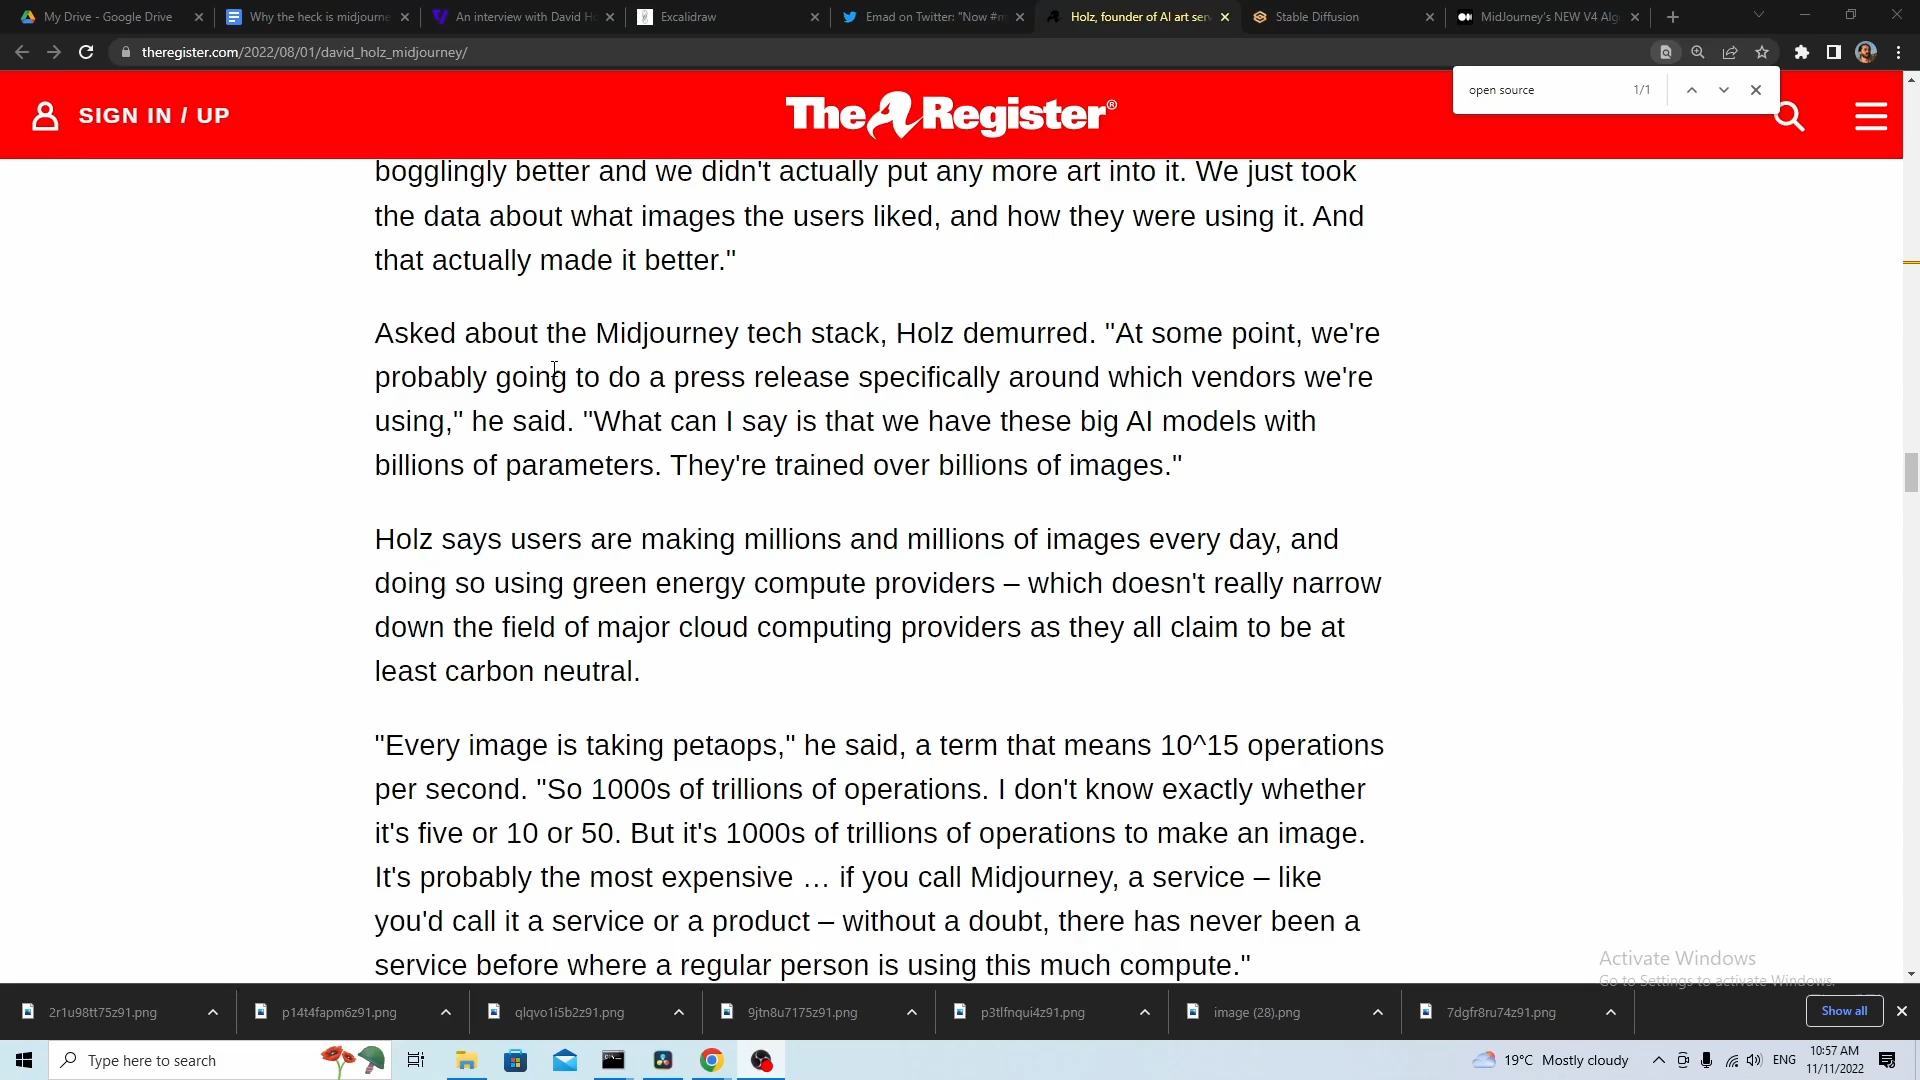 My Drive - Google Drive
Why the heck is midjourne
An interview with David Ho
Excalidraw
Emad on Twitter: "Now #m
Holz, founder of AI art serv
Stable Diffusion
MidJourney's NEW V4 Alg
theregister.com/2022/08/01/david_holz_midjourney/
open source 1/1
SIGN IN / UP
The Register®
bogglingly better and we didn't actually put any more art into it. We just took
the data about what images the users liked, and how they were using it. And
that actually made it better."
Asked about the Midjourney tech stack, Holz demurred. "At some point, we're
probably going to do a press release specifically around which vendors we're
using," he said. "What can I say is that we have these big AI models with
billions of parameters. They're trained over billions of images."
Holz says users are making millions and millions of images every day, and
doing so using green energy compute providers – which doesn't really narrow
down the field of major cloud computing providers as they all claim to be at
least carbon neutral.
"Every image is taking petaops," he said, a term that means 10^15 operations
per second. "So 1000s of trillions of operations. I don't know exactly whether
it's five or 10 or 50. But it's 1000s of trillions of operations to make an image.
It's probably the most expensive … if you call Midjourney, a service – like
you'd call it a service or a product – without a doubt, there has never been a
service before where a regular person is using this much compute."
Activate Windows
Go to Settings to activate Windows.
2r1u98tt75z91.png
p14t4fapm6z91.png
qlqvo1i5b2z91.png
9jtn8u7175z91.png
p3tlfnqui4z91.png
image (28).png
7dgfr8ru74z91.png
Show all
Type here to search
19°C Mostly cloudy
ENG
10:57 AM
11/11/2022